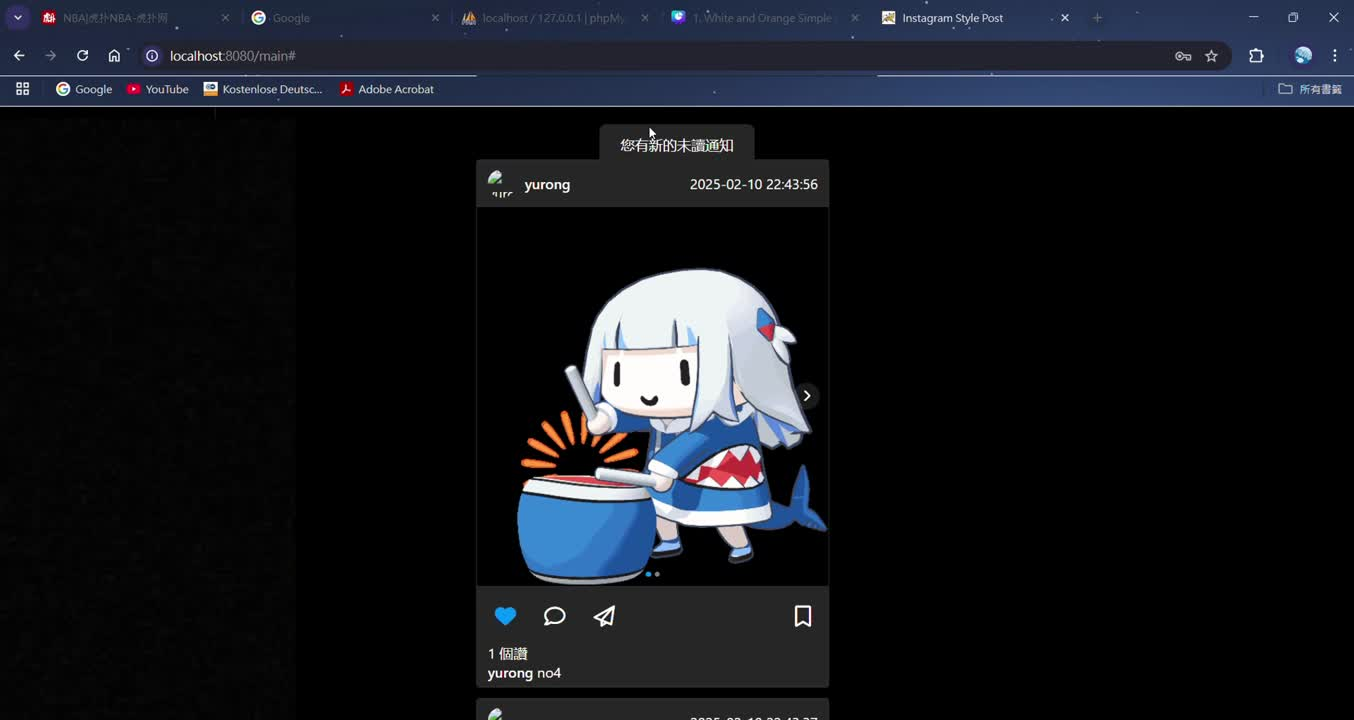 NBA|虎扑NBA-虎扑网
Google
localhost / 127.0.0.1 | phpMy
1. White and Orange Simple
Instagram Style Post
localhost:8080/main#
Google
YouTube
Kostenlose Deutsc...
Adobe Acrobat
所有書籤
您有新的未讀通知
yurong
2025-02-10 22:43:56
1 個讚
yurong no4